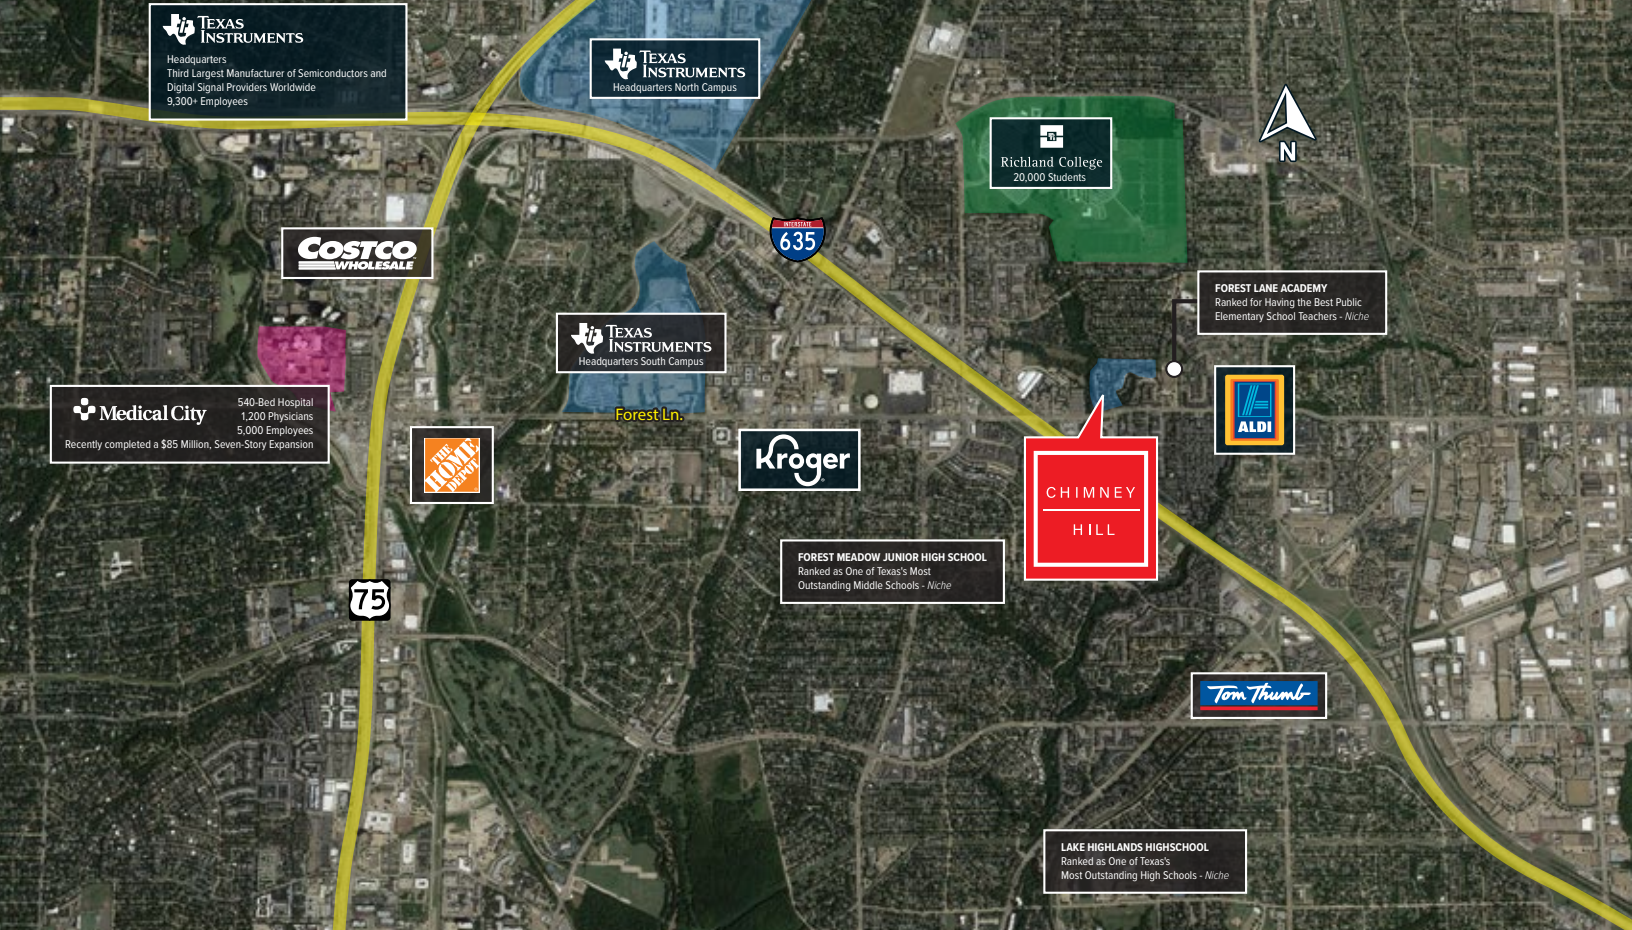 TEXAS
INSTRUMENTS
Headquarters
Third Largest Manufacturer of Semiconductors and
Digital Signal Providers Worldwide
9,300+ Employees
TEXAS
INSTRUMENTS
Headquarters North Campus
Richland College
20,000 Students
N
INTERSTATE
635
COSTCO
WHOLESALE
FOREST LANE ACADEMY
Ranked for Having the Best Public
Elementary School Teachers - Niche
TEXAS
INSTRUMENTS
Headquarters South Campus
Medical City
540-Bed Hospital
1,200 Physicians
5,000 Employees
Recently completed a $85 Million, Seven-Story Expansion
Forest Ln.
ALDI
THE
HOME
DEPOT
Kroger
CHIMNEY
HILL
FOREST MEADOW JUNIOR HIGH SCHOOL
Ranked as One of Texas's Most
Outstanding Middle Schools - Niche
75
Tom Thumb
LAKE HIGHLANDS HIGHSCHOOL
Ranked as One of Texas's
Most Outstanding High Schools - Niche